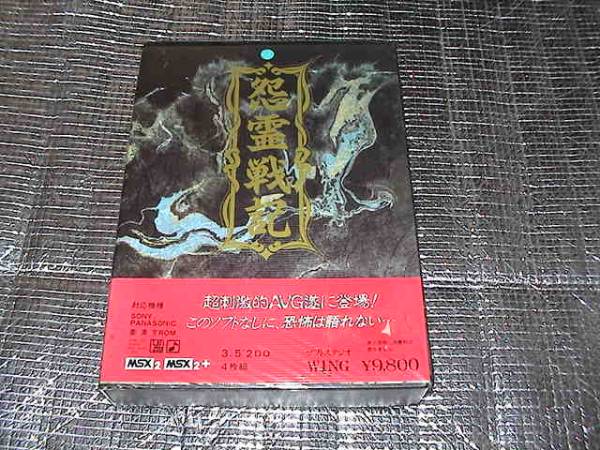 怨霊戦記
超刺激的AVG遂に登場!
このソフトなしに、恐怖は語れない…
対応機種
SONY
PANASONIC
MSX2 MSX2+
3.5"2DD
4枚組
WING ¥9,800